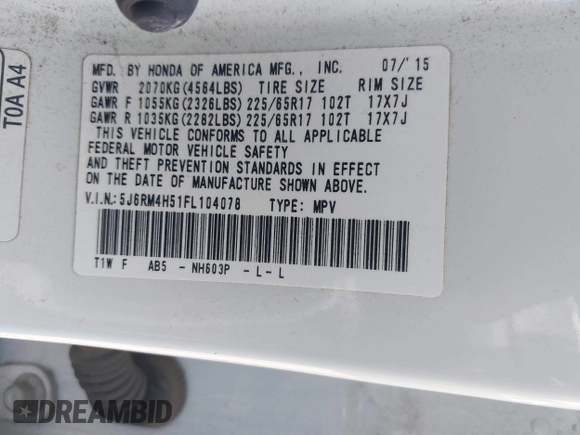 MFD. BY HONDA OF AMERICA MFG., INC. 07/'15
GVWR 2070KG(4564LBS) TIRE SIZE RIM SIZE
GAWR F 1055KG(2326LBS) 225/65R17 102T 17X7J
GAWR R 1035KG(2282LBS) 225/65R17 102T 17X7J
THIS VEHICLE CONFORMS TO ALL APPLICABLE
FEDERAL MOTOR VEHICLE SAFETY
AND THEFT PREVENTION STANDARDS IN EFFECT
ON THE DATE OF MANUFACTURE SHOWN ABOVE.
V.I.N.:5J6RM4H51FL104078 TYPE: MPV
T1W F AB5 - NH603P - L - L
T0A A4
DREAMBID